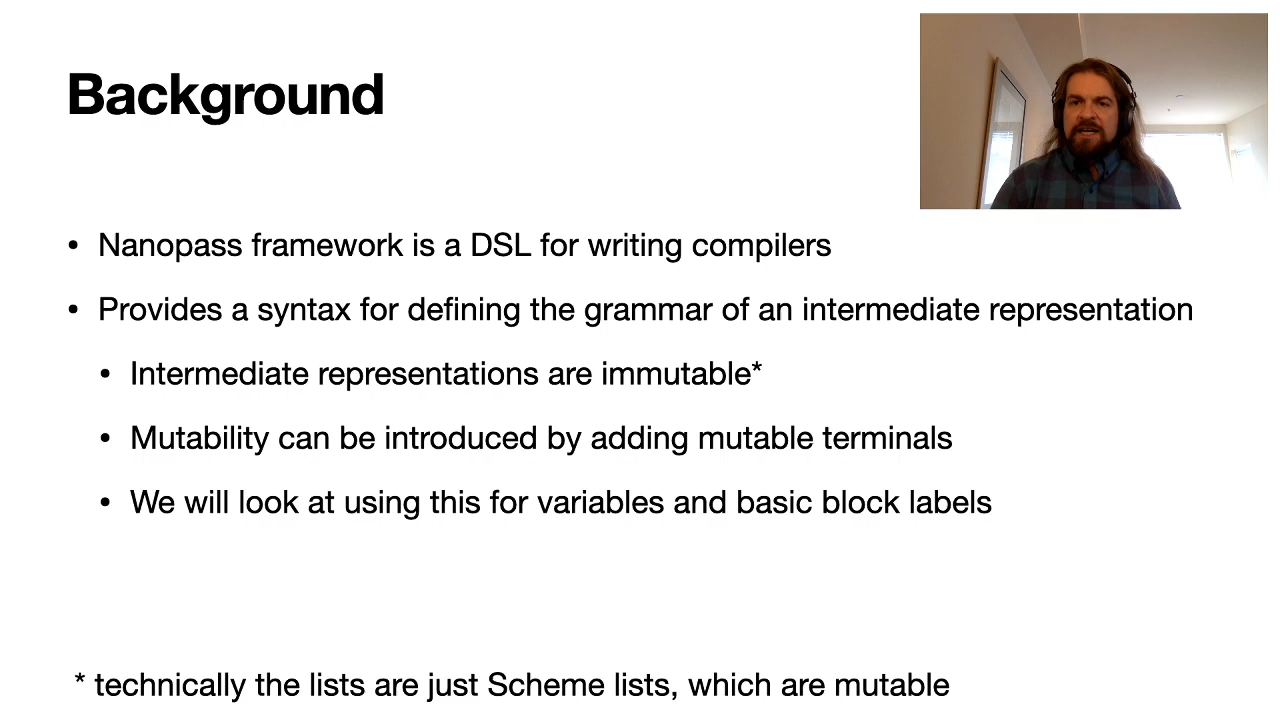 Background
• Nanopass framework is a DSL for writing compilers
• Provides a syntax for defining the grammar of an intermediate representation
• Intermediate representations are immutable*
• Mutability can be introduced by adding mutable terminals
• We will look at using this for variables and basic block labels
* technically the lists are just Scheme lists, which are mutable